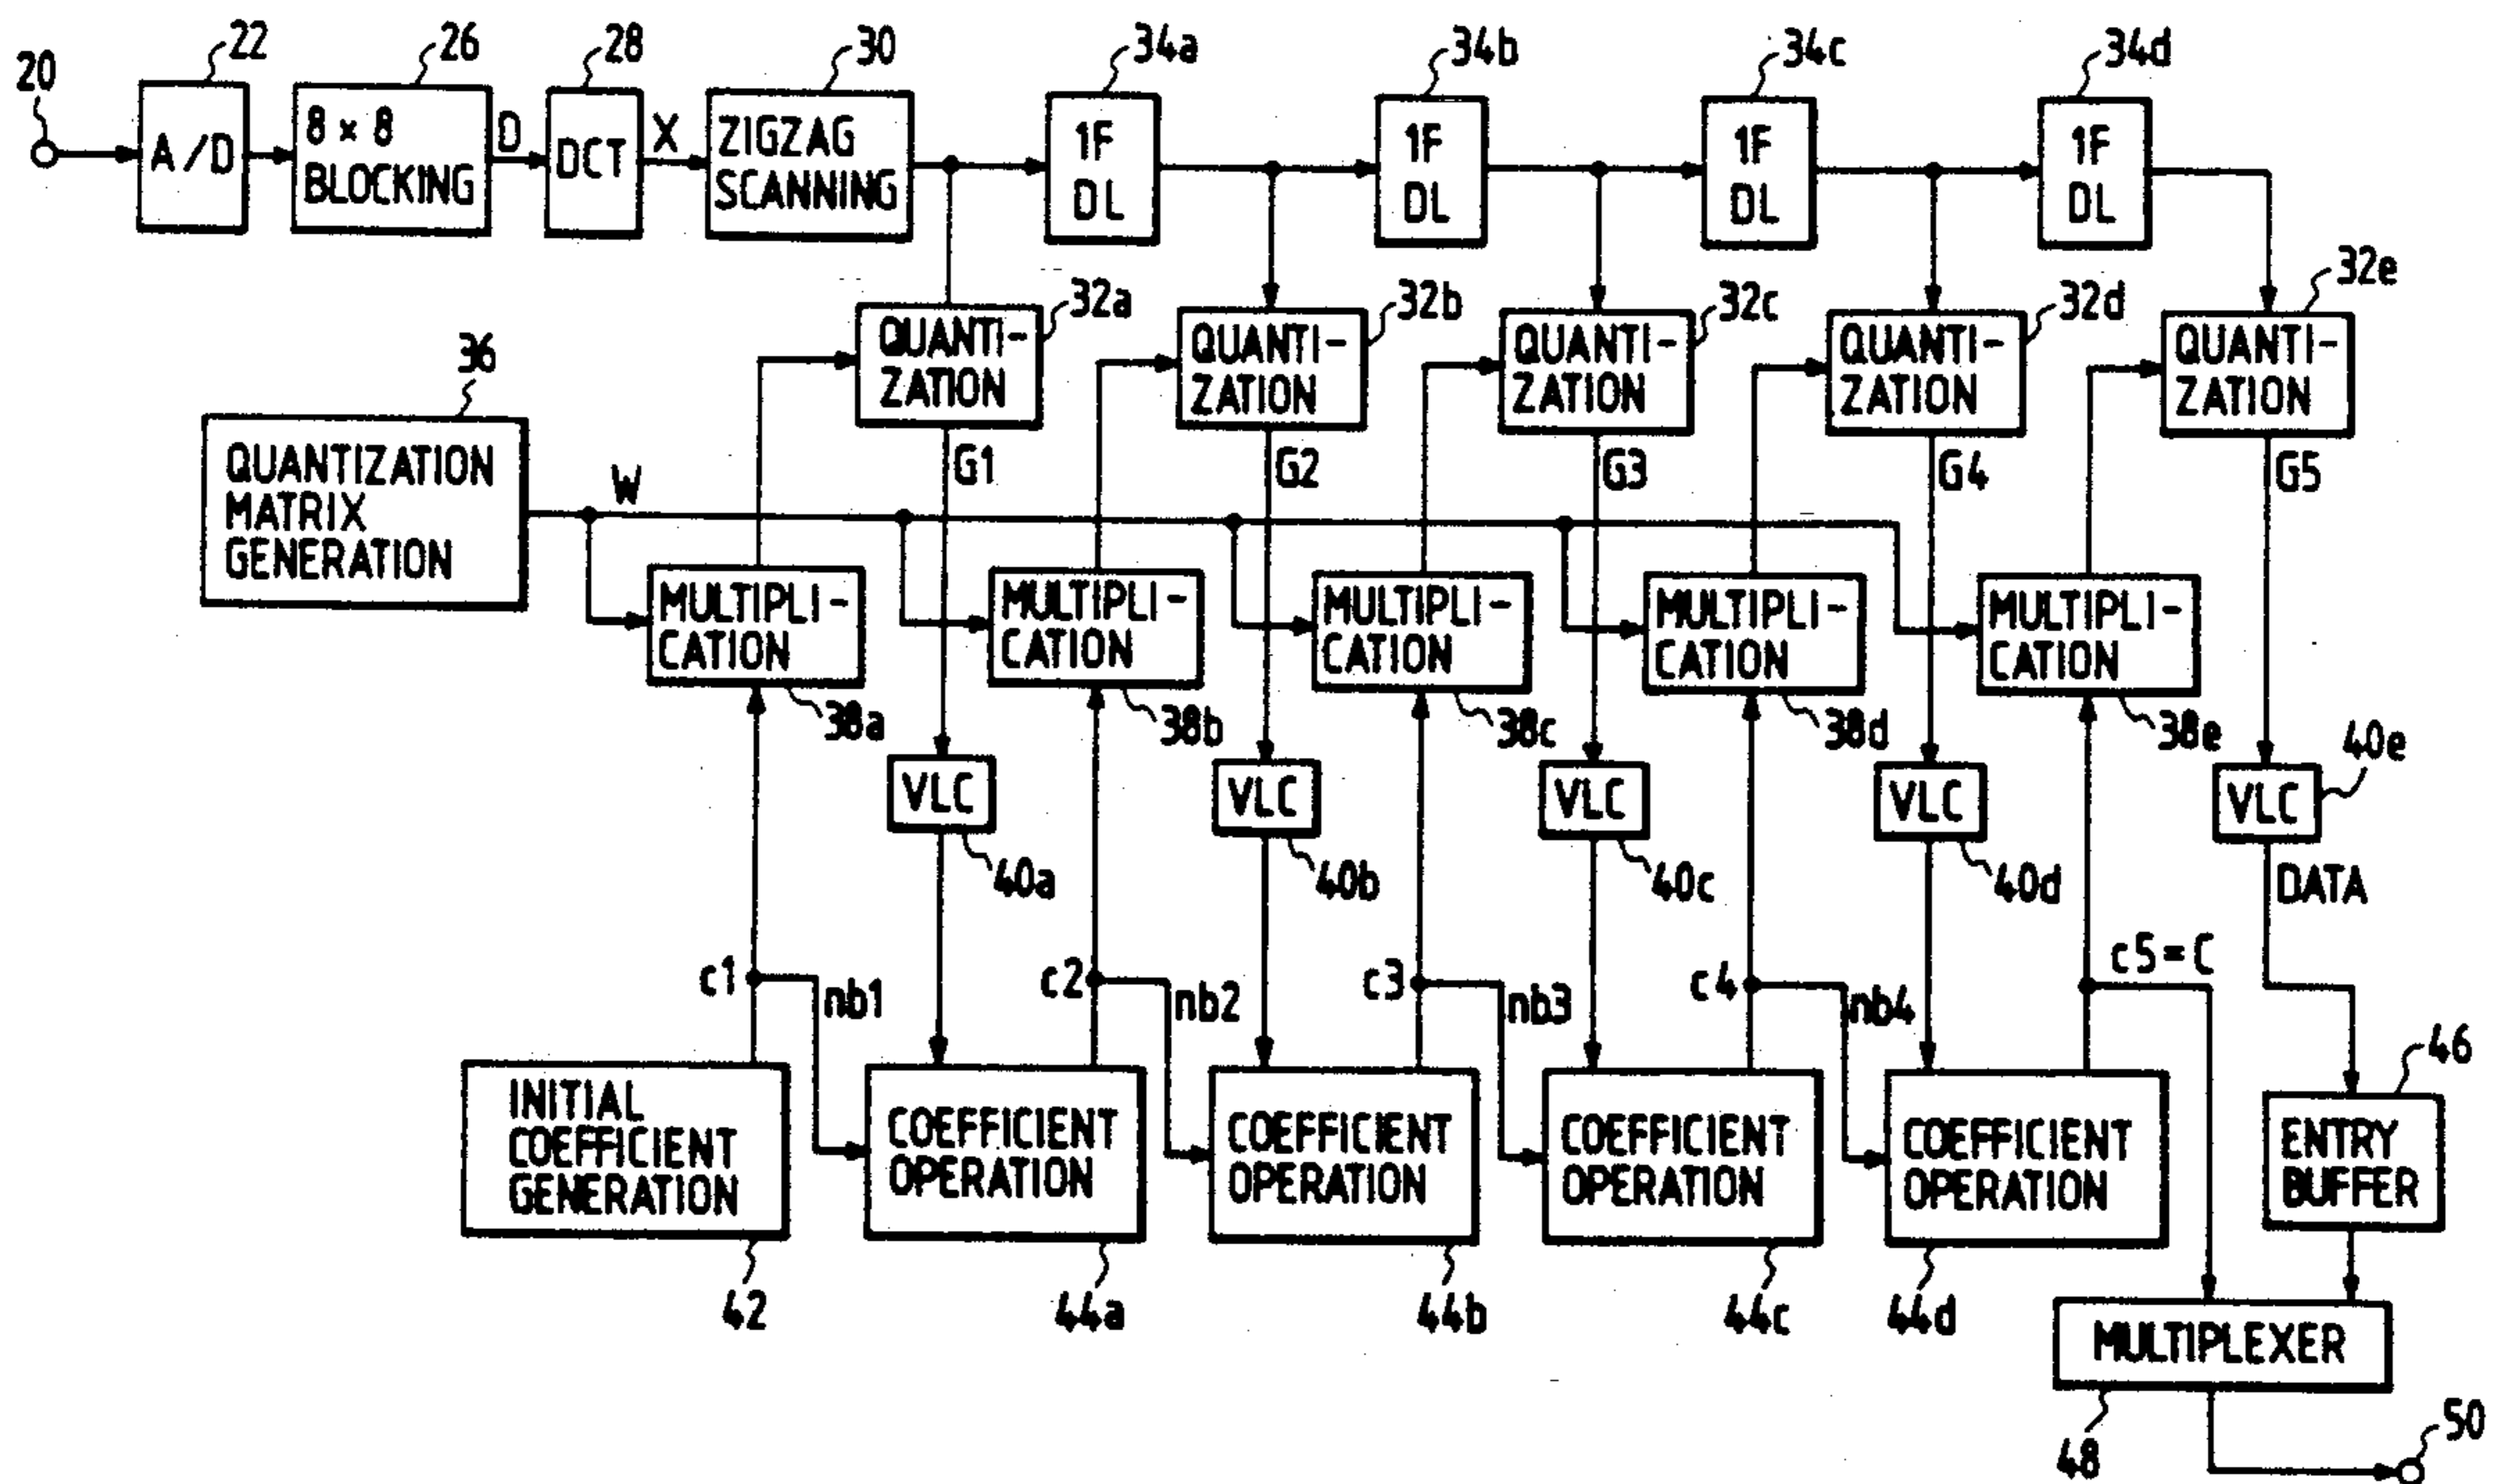 20
22
26
28
30
34a
34b
34c
34d
A/D
8 × 8
BLOCKING
D
DCT
X
ZIGZAG
SCANNING
1F
DL
1F
DL
1F
DL
1F
DL
32a
32b
32c
32d
32e
QUANTI-
ZATION
QUANTI-
ZATION
QUANTI-
ZATION
QUANTI-
ZATION
QUANTI-
ZATION
36
QUANTIZATION
MATRIX
GENERATION
W
G1
G2
G3
G4
G5
MULTIPLI-
CATION
MULTIPLI-
CATION
MULTIPLI-
CATION
MULTIPLI-
CATION
MULTIPLI-
CATION
38a
38b
38c
38d
38e
VLC
VLC
VLC
VLC
VLC
40a
40b
40c
40d
40e
DATA
c1
nb1
c2
nb2
c3
nb3
c4
nb4
c5=C
INITIAL
COEFFICIENT
GENERATION
COEFFICIENT
OPERATION
COEFFICIENT
OPERATION
COEFFICIENT
OPERATION
COEFFICIENT
OPERATION
46
ENTRY
BUFFER
42
44a
44b
44c
44d
MULTIPLEXER
48
50